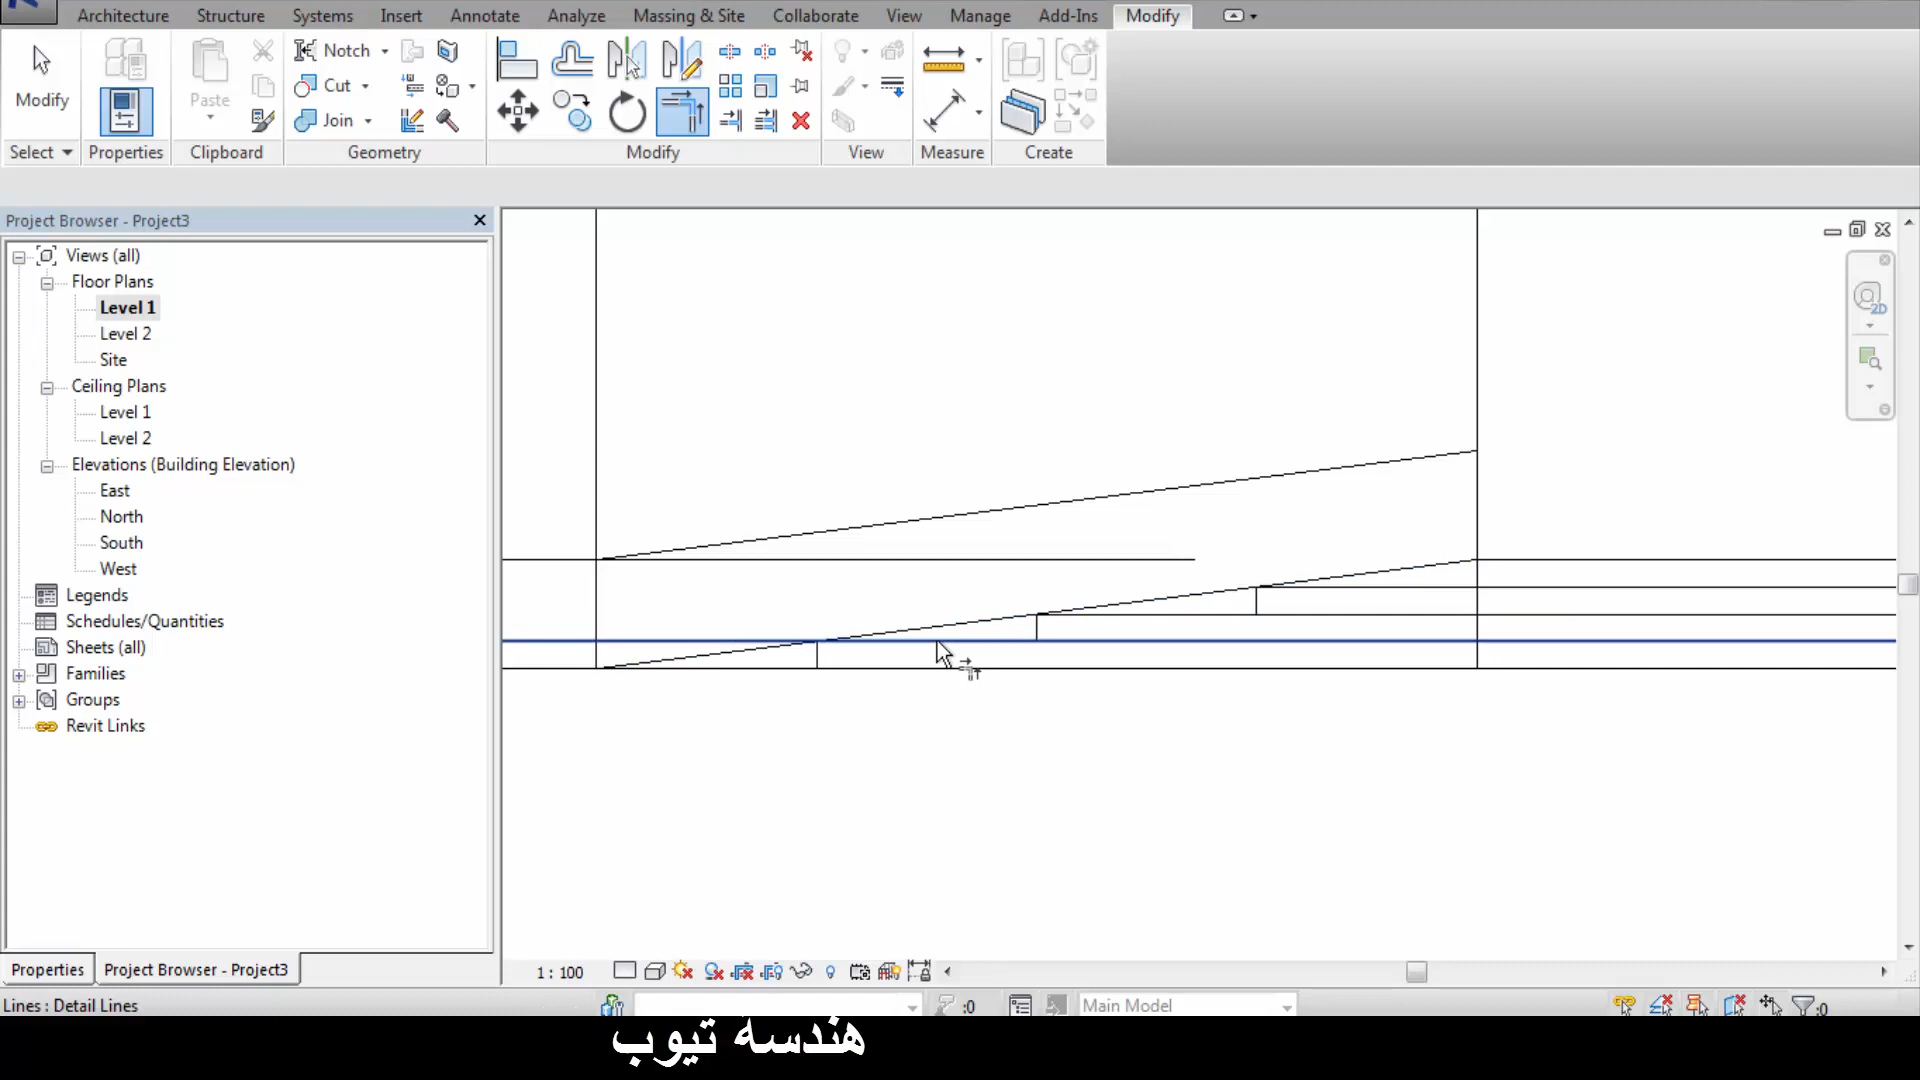 Architecture Structure Systems Insert Annotate Analyze Massing & Site Collaborate View Manage Add-Ins Modify
Modify
Paste
Notch
Cut
Join
Select Properties Clipboard Geometry Modify View Measure Create
Project Browser - Project3
Views (all)
Floor Plans
Level 1
Level 2
Site
Ceiling Plans
Level 1
Level 2
Elevations (Building Elevation)
East
North
South
West
Legends
Schedules/Quantities
Sheets (all)
Families
Groups
Revit Links
2D
Properties Project Browser - Project3
1 : 100
Lines : Detail Lines
:0
Main Model
:0
هندسة تيوب